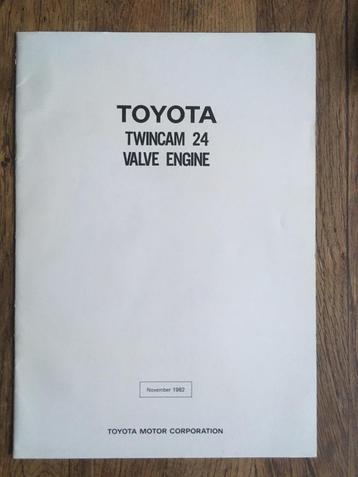 TOYOTA
TWINCAM 24
VALVE ENGINE
November 1982
TOYOTA MOTOR CORPORATION